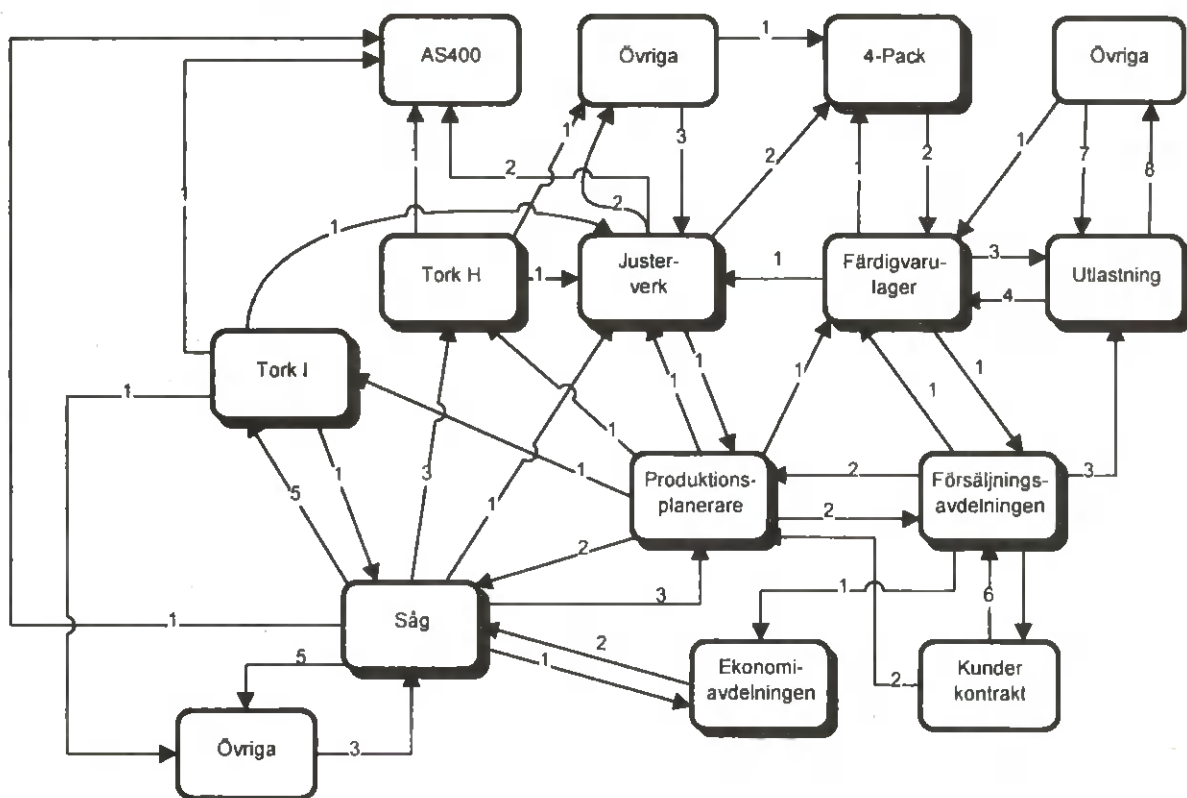 AS400
Övriga
4-Pack
Övriga
1
1
1
1
3
2
2
1
2
1
7
8
2
1
Tork H
Juster-
verk
Färdigvaru-
lager
Utlastning
1
1
3
4
Tork I
1
1
1
1
1
1
1
1
3
5
1
1
Produktions-
planerare
Försäljnings-
avdelningen
2
3
2
2
3
1
6
Såg
1
5
2
1
Ekonomi-
avdelningen
2
Kunder
kontrakt
Övriga
3